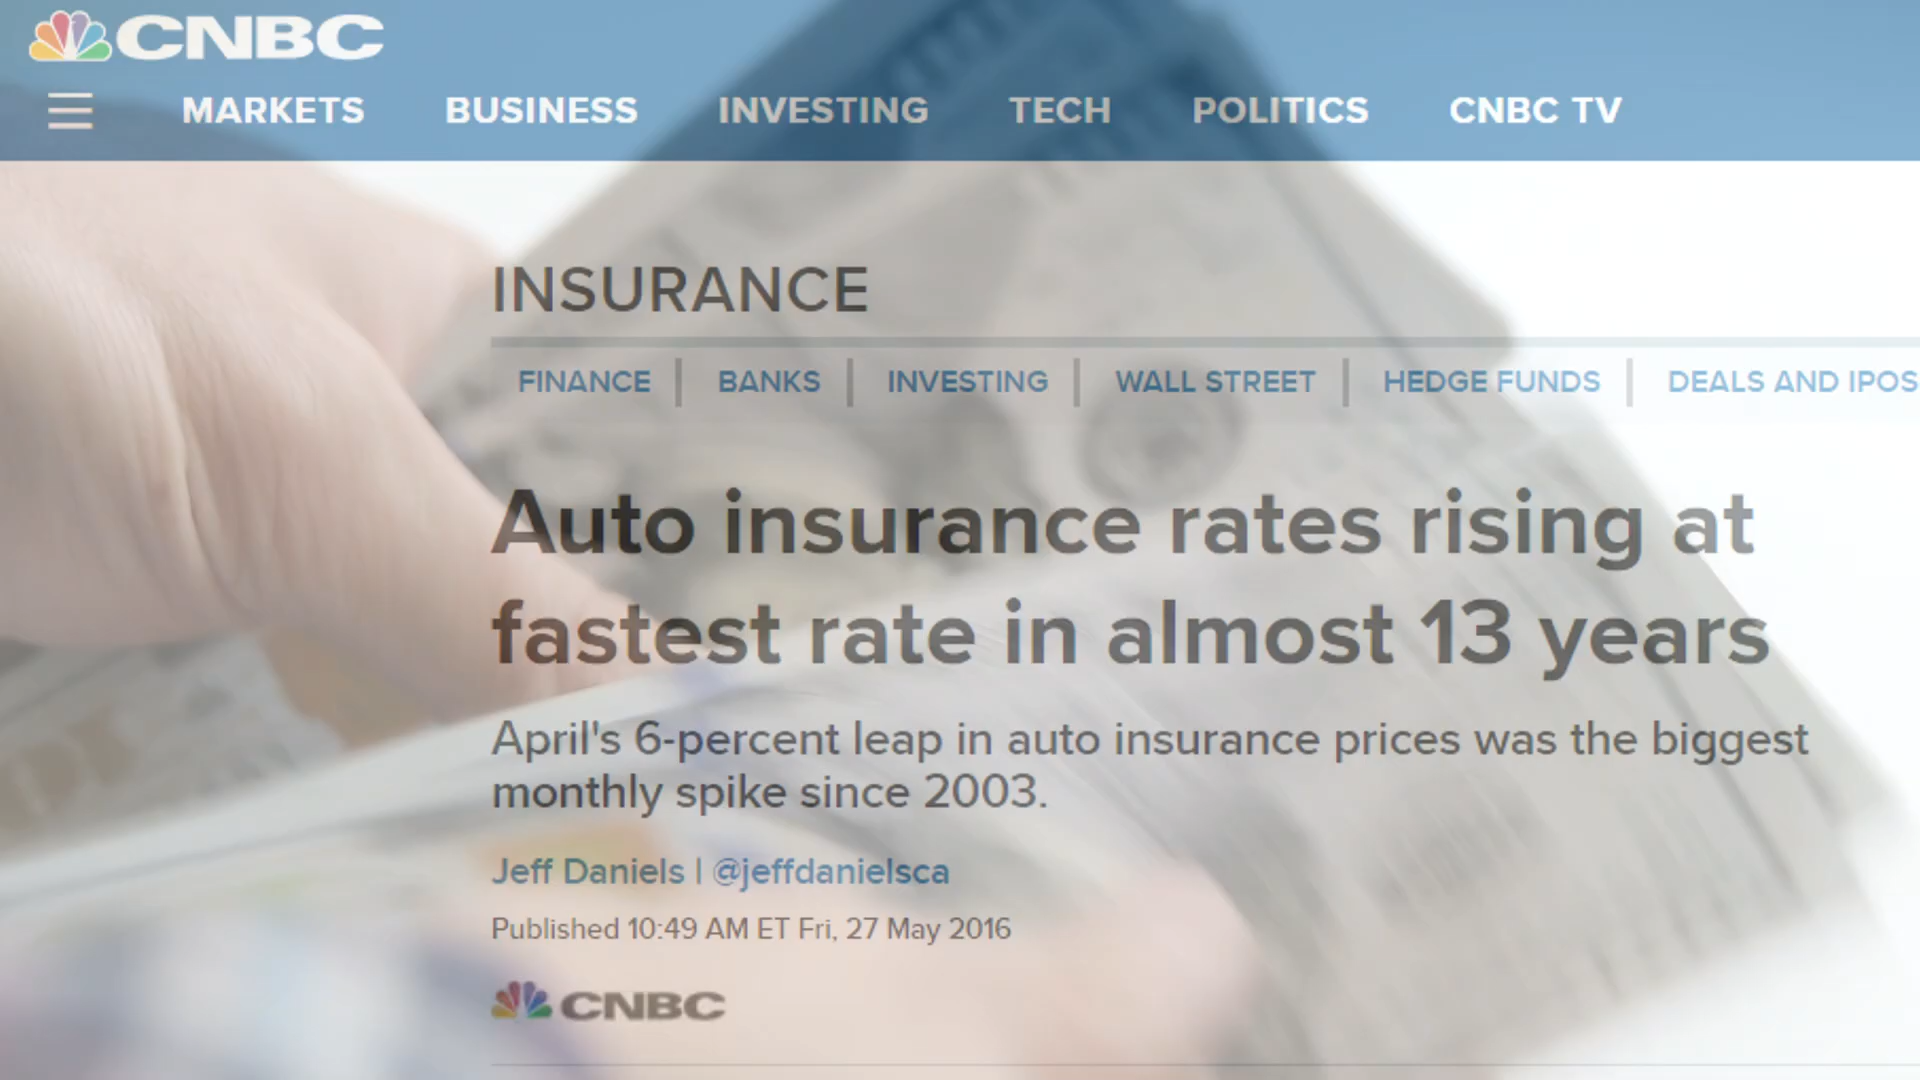 CNBC
MARKETS BUSINESS INVESTING TECH POLITICS CNBC TV
INSURANCE
FINANCE | BANKS | INVESTING | WALL STREET | HEDGE FUNDS | DEALS AND IPOS
Auto insurance rates rising at
fastest rate in almost 13 years
April's 6-percent leap in auto insurance prices was the biggest
monthly spike since 2003.
Jeff Daniels | @jeffdanielsca
Published 10:49 AM ET Fri, 27 May 2016
CNBC